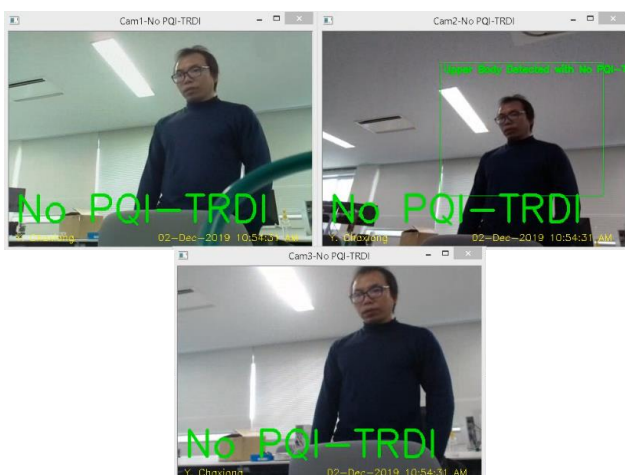 Cam1-No PQI-TRDI
No PQI-TRDI
02-Dec-2019 10:54:31 AM
Cam2-No PQI-TRDI
Upper Body Detected with No PQI-T
No PQI-TRDI
Y. Chaxiong
02-Dec-2019 10:54:31 AM
Cam3-No PQI-TRDI
No PQI-TRDI
Y. Chaxiong
02-Dec-2019 10:54:31 AM